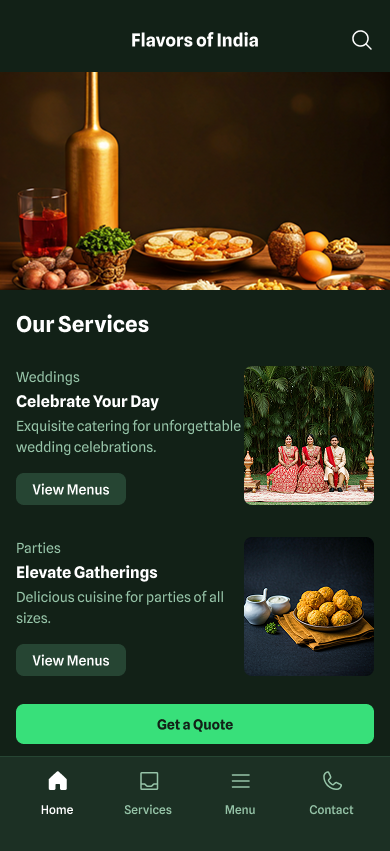 Flavors of India
Our Services
Weddings
Celebrate Your Day
Exquisite catering for unforgettable
wedding celebrations.
View Menus
Parties
Elevate Gatherings
Delicious cuisine for parties of all
sizes.
View Menus
Get a Quote
Home
Services
Menu
Contact